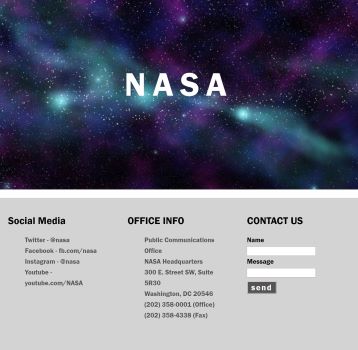 NASA
Social Media
Twitter - @nasa
Facebook - fb.com/nasa
Instagram - @nasa
Youtube -
youtube.com/NASA
OFFICE INFO
Public Communications
Office
NASA Headquarters
300 E. Street SW, Suite
5R30
Washington, DC 20546
(202) 358-0001 (Office)
(202) 358-4338 (Fax)
CONTACT US
Name
Message
send